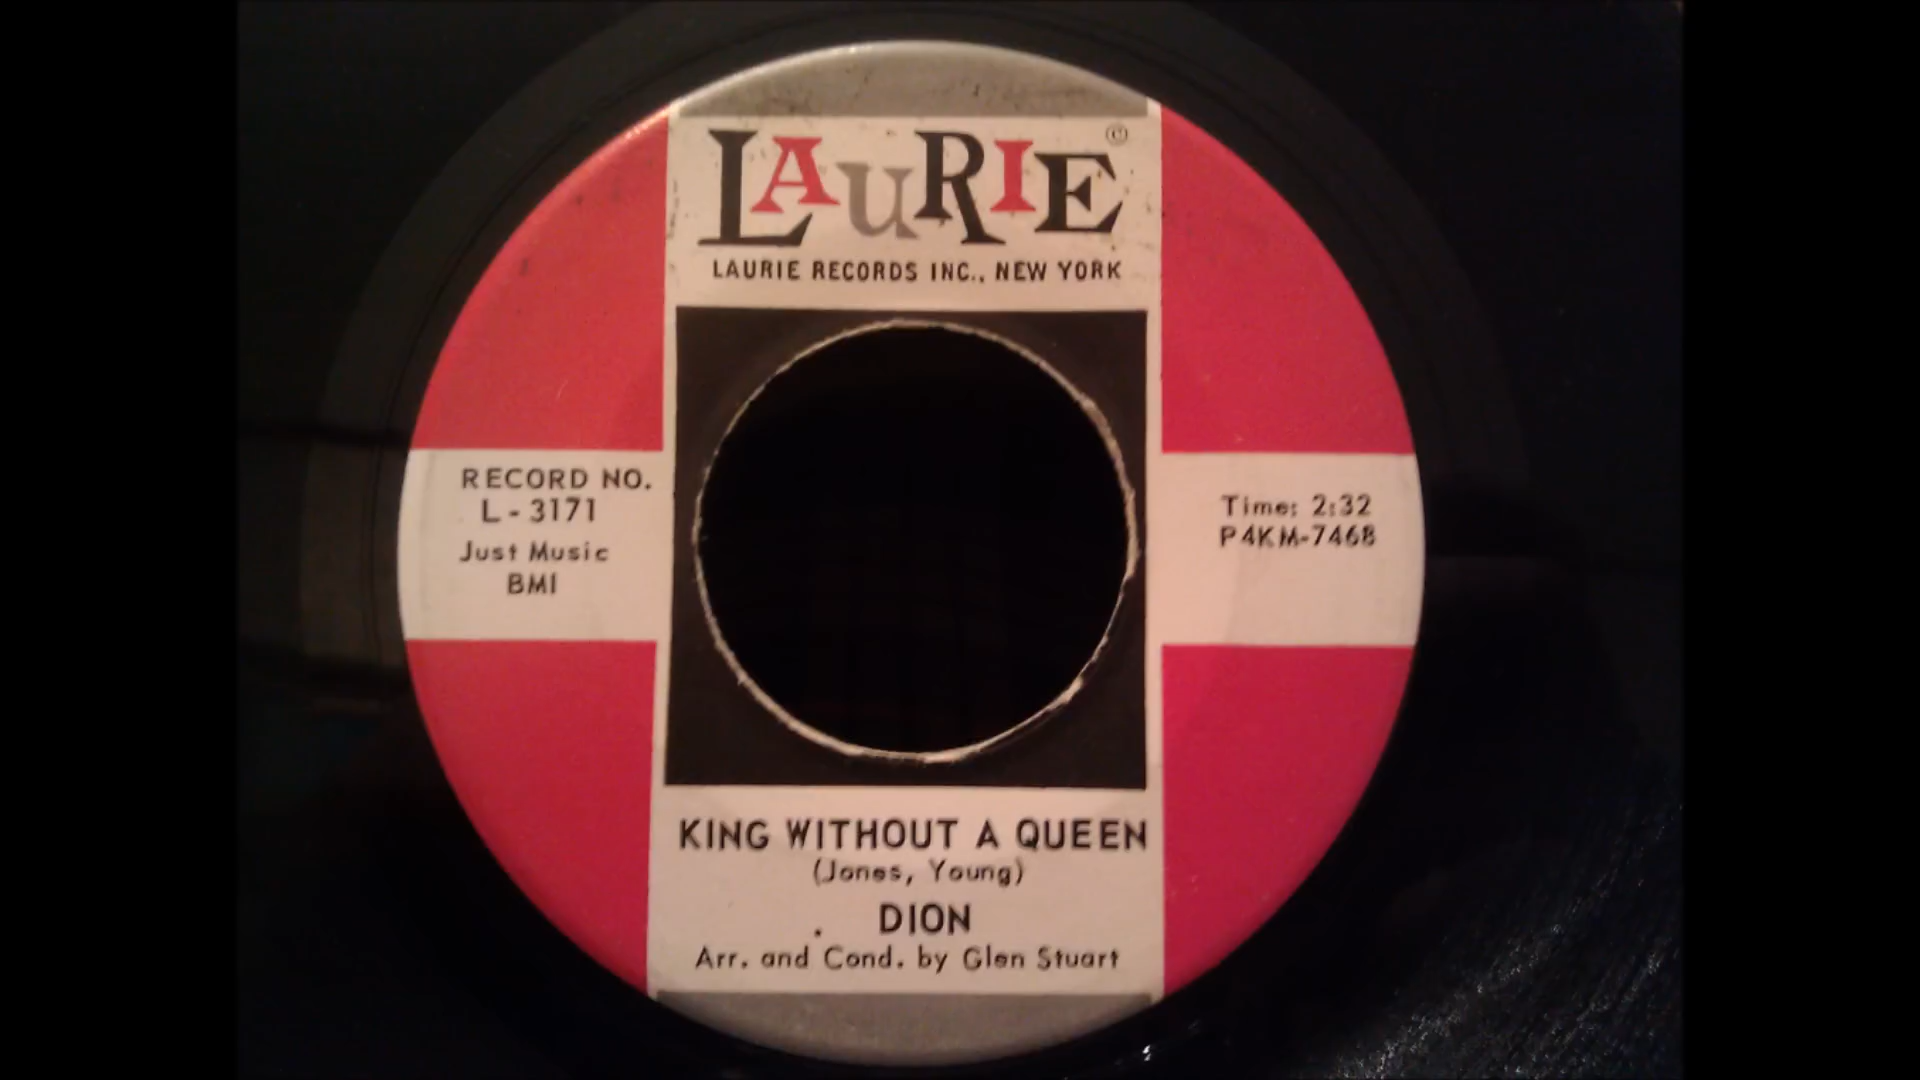 LAURIE ©
LAURIE RECORDS INC., NEW YORK
RECORD NO.
L-3171
Just Music
BMI
Time: 2:32
P4KM-7468
KING WITHOUT A QUEEN
(Jones, Young)
DION
Arr. and Cond. by Glen Stuart